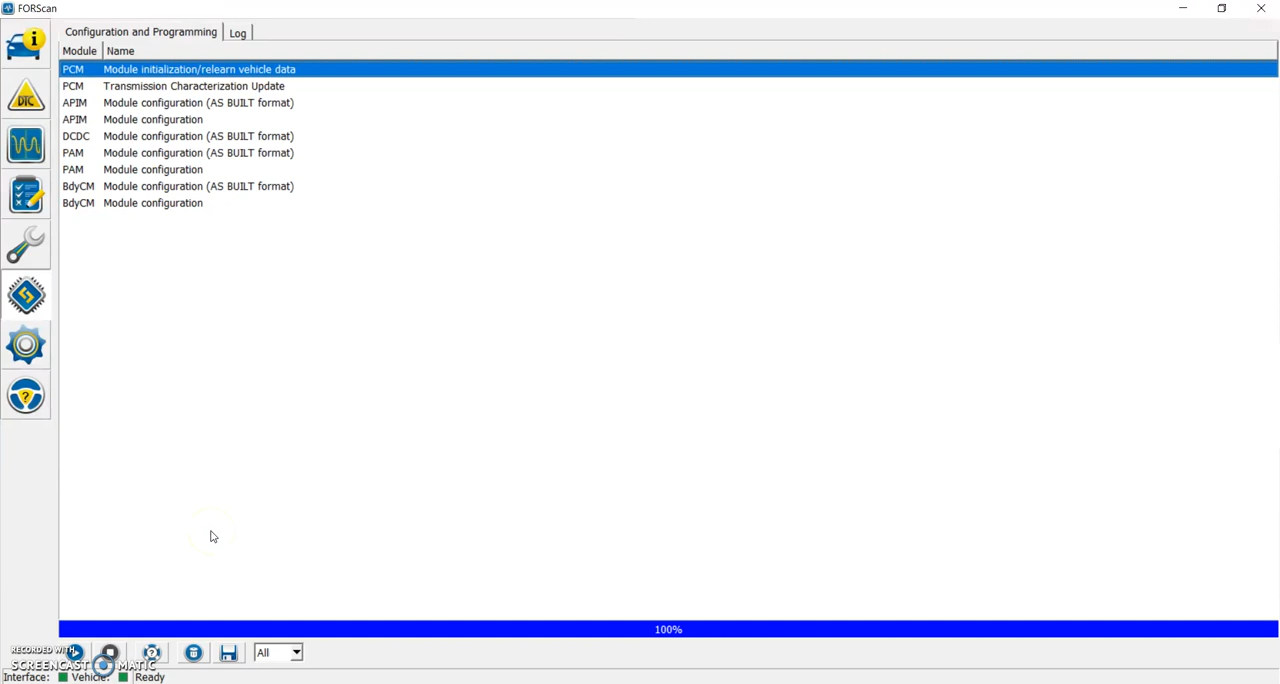 FORScan
Configuration and Programming Log
Module Name
PCM Module initialization/relearn vehicle data
PCM Transmission Characterization Update
APIM Module configuration (AS BUILT format)
APIM Module configuration
DCDC Module configuration (AS BUILT format)
PAM Module configuration (AS BUILT format)
PAM Module configuration
BdyCM Module configuration (AS BUILT format)
BdyCM Module configuration
DTC
100%
All
RECORDED WITH
SCREENCAST MATIC
Interface: Vehicle: Ready